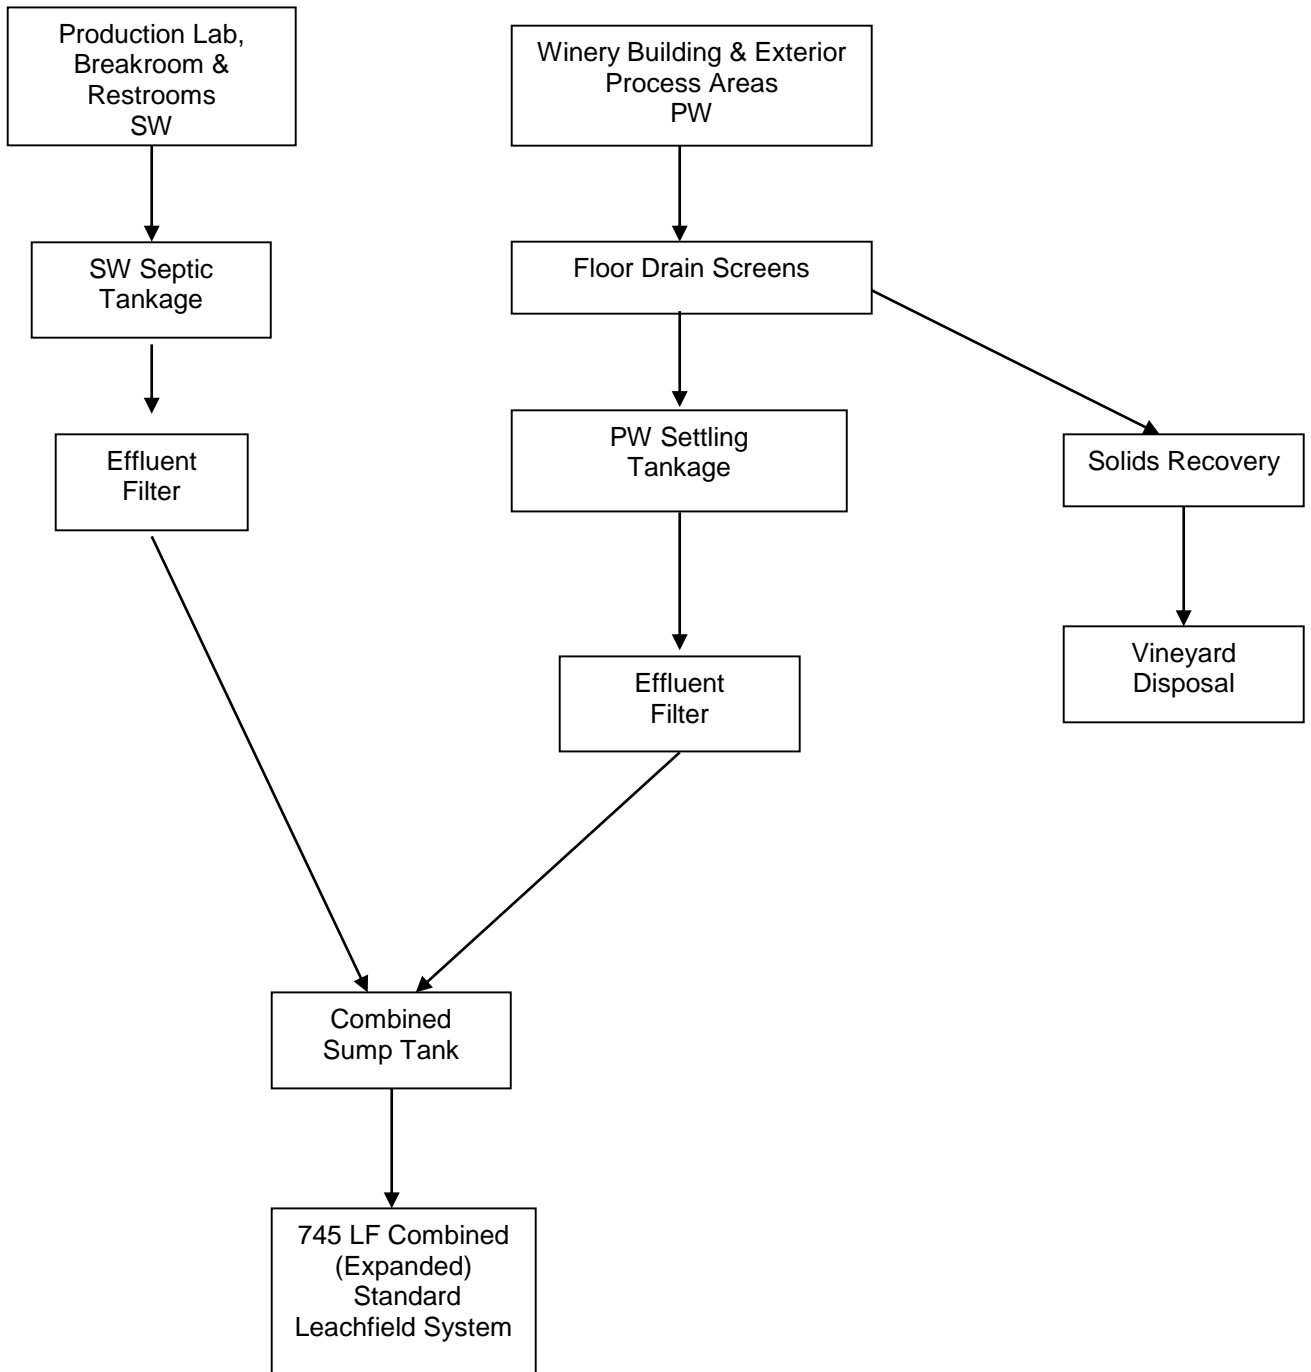 Production Lab,
Breakroom &
Restrooms
SW
Winery Building & Exterior
Process Areas
PW
SW Septic
Tankage
Floor Drain Screens
Effluent
Filter
PW Settling
Tankage
Solids Recovery
Effluent
Filter
Vineyard
Disposal
Combined
Sump Tank
745 LF Combined
(Expanded)
Standard
Leachfield System